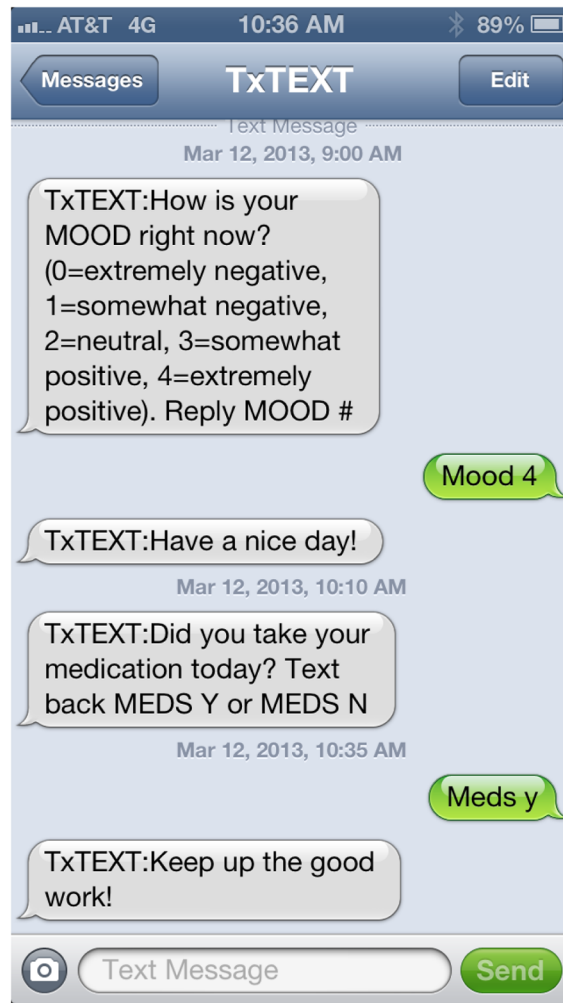 AT&T 4G 10:36 AM 89%
Messages TxTEXT Edit
Text Message
Mar 12, 2013, 9:00 AM
TxTEXT:How is your
MOOD right now?
(0=extremely negative,
1=somewhat negative,
2=neutral, 3=somewhat
positive, 4=extremely
positive). Reply MOOD #
Mood 4
TxTEXT:Have a nice day!
Mar 12, 2013, 10:10 AM
TxTEXT:Did you take your
medication today? Text
back MEDS Y or MEDS N
Mar 12, 2013, 10:35 AM
Meds y
TxTEXT:Keep up the good
work!
Text Message Send